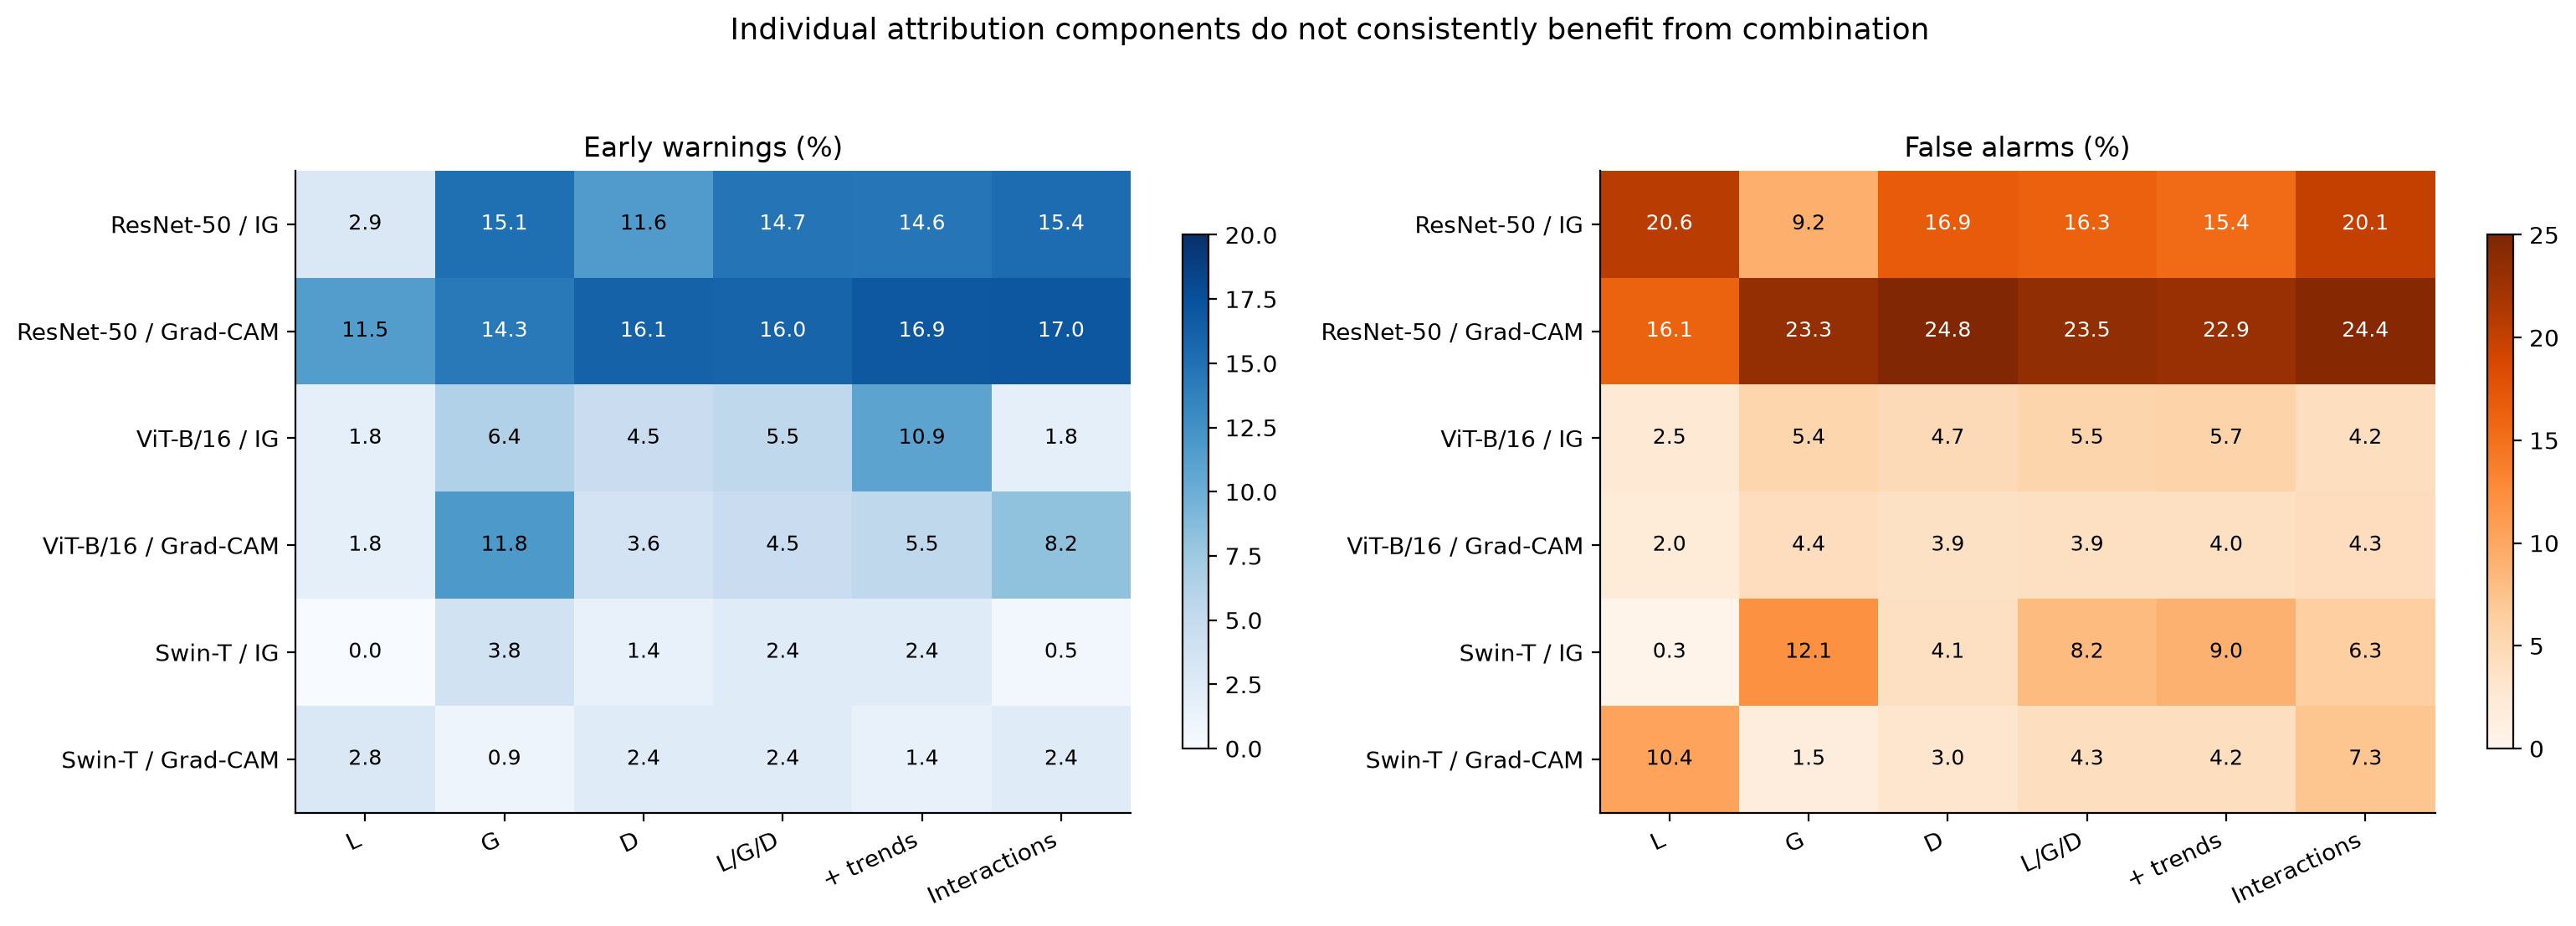 Individual attribution components do not consistently benefit from combination
Early warnings (%)
ResNet-50 / IG 2.9 15.1 11.6 14.7 14.6 15.4
ResNet-50 / Grad-CAM 11.5 14.3 16.1 16.0 16.9 17.0
ViT-B/16 / IG 1.8 6.4 4.5 5.5 10.9 1.8
ViT-B/16 / Grad-CAM 1.8 11.8 3.6 4.5 5.5 8.2
Swin-T / IG 0.0 3.8 1.4 2.4 2.4 0.5
Swin-T / Grad-CAM 2.8 0.9 2.4 2.4 1.4 2.4
L G D L/G/D + trends Interactions
20.0
17.5
15.0
12.5
10.0
7.5
5.0
2.5
0.0
False alarms (%)
ResNet-50 / IG 20.6 9.2 16.9 16.3 15.4 20.1
ResNet-50 / Grad-CAM 16.1 23.3 24.8 23.5 22.9 24.4
ViT-B/16 / IG 2.5 5.4 4.7 5.5 5.7 4.2
ViT-B/16 / Grad-CAM 2.0 4.4 3.9 3.9 4.0 4.3
Swin-T / IG 0.3 12.1 4.1 8.2 9.0 6.3
Swin-T / Grad-CAM 10.4 1.5 3.0 4.3 4.2 7.3
L G D L/G/D + trends Interactions
25
20
15
10
5
0